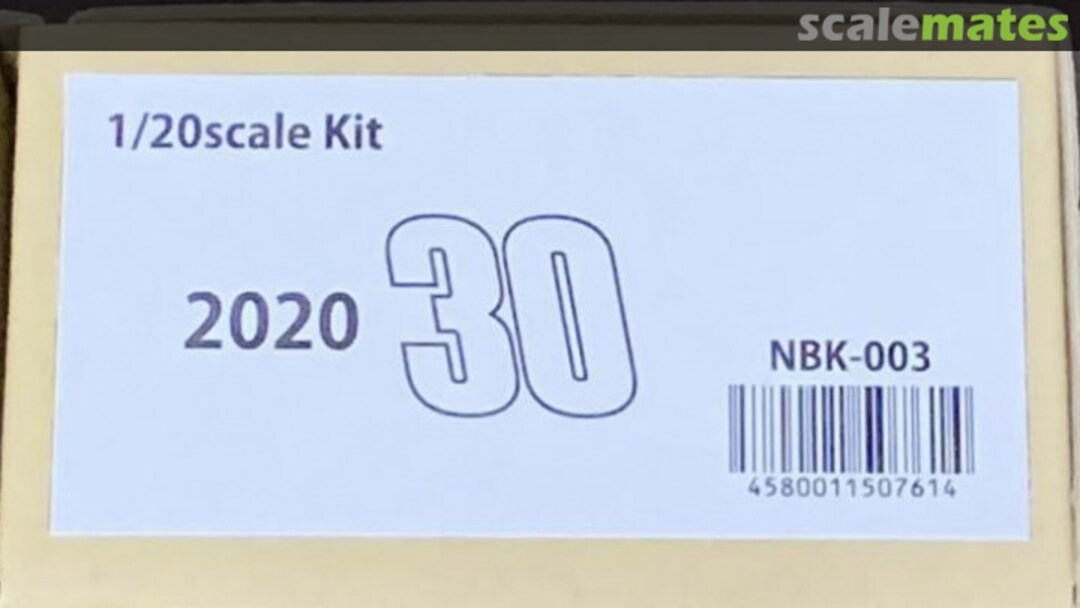 scalemates
1/20scale Kit
2020 30
NBK-003
4580011507614